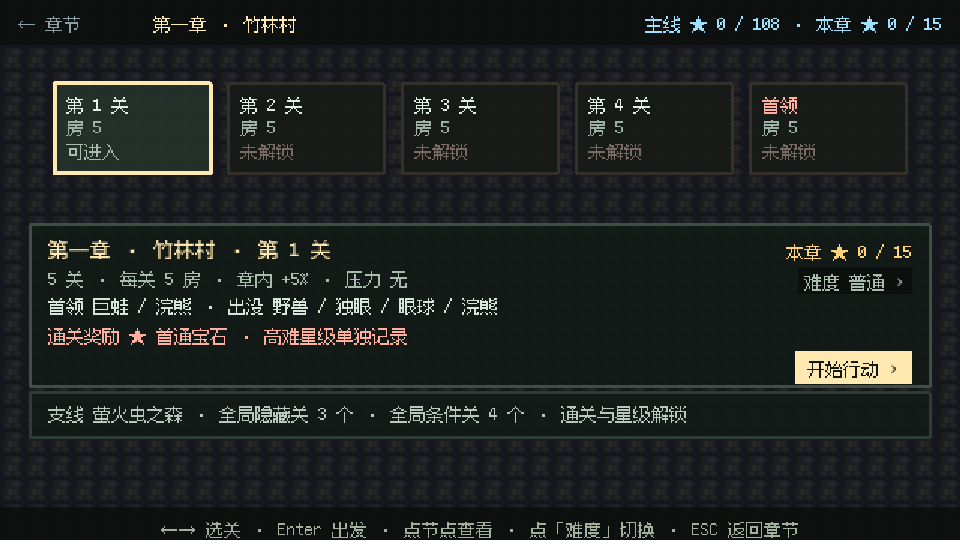 ← 章节 第一章 · 竹林村 主线 ★ 0 / 108 · 本章 ★ 0 / 15
第 1 关
房 5
可进入
第 2 关
房 5
未解锁
第 3 关
房 5
未解锁
第 4 关
房 5
未解锁
首领
房 5
未解锁
第一章 · 竹林村 · 第 1 关
本章 ★ 0 / 15
5 关 · 每关 5 房 · 章内 +5% · 压力 无
难度 普通 ›
首领 巨蛙 / 浣熊 · 出没 野兽 / 独眼 / 眼球 / 浣熊
通关奖励 ★ 首通宝石 · 高难星级单独记录
开始行动 ›
支线 萤火虫之森 · 全局隐藏关 3 个 · 全局条件关 4 个 · 通关与星级解锁
←→ 选关 · Enter 出发 · 点节点查看 · 点「难度」切换 · ESC 返回章节